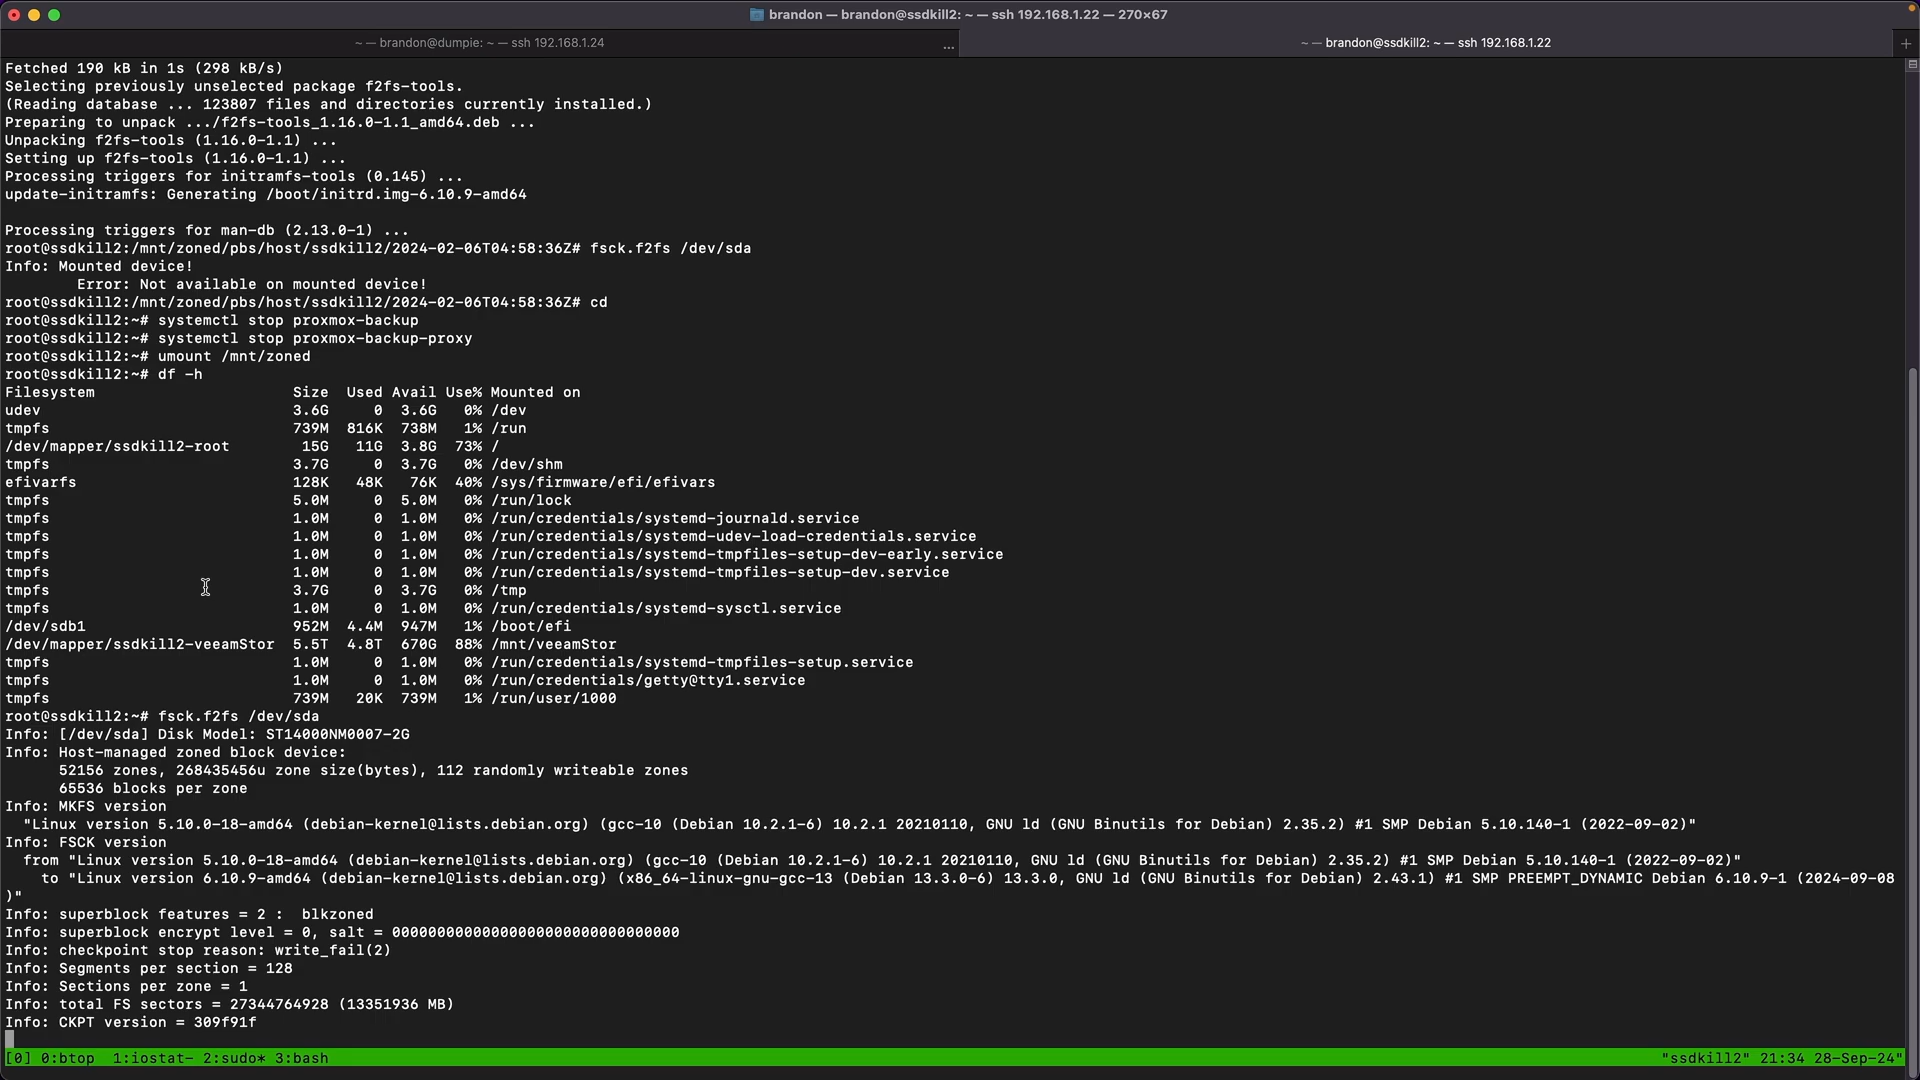 brandon — brandon@ssdkill2: ~ — ssh 192.168.1.22 — 270×67
~ — brandon@dumpie: ~ — ssh 192.168.1.24 ...
~ — brandon@ssdkill2: ~ — ssh 192.168.1.22 +
Fetched 190 kB in 1s (298 kB/s)
Selecting previously unselected package f2fs-tools.
(Reading database ... 123807 files and directories currently installed.)
Preparing to unpack .../f2fs-tools_1.16.0-1.1_amd64.deb ...
Unpacking f2fs-tools (1.16.0-1.1) ...
Setting up f2fs-tools (1.16.0-1.1) ...
Processing triggers for initramfs-tools (0.145) ...
update-initramfs: Generating /boot/initrd.img-6.10.9-amd64
Processing triggers for man-db (2.13.0-1) ...
root@ssdkill2:/mnt/zoned/pbs/host/ssdkill2/2024-02-06T04:58:36Z# fsck.f2fs /dev/sda
Info: Mounted device!
        Error: Not available on mounted device!
root@ssdkill2:/mnt/zoned/pbs/host/ssdkill2/2024-02-06T04:58:36Z# cd
root@ssdkill2:~# systemctl stop proxmox-backup
root@ssdkill2:~# systemctl stop proxmox-backup-proxy
root@ssdkill2:~# umount /mnt/zoned
root@ssdkill2:~# df -h
Filesystem                      Size  Used Avail Use% Mounted on
udev                            3.6G     0  3.6G   0% /dev
tmpfs                           739M  816K  738M   1% /run
/dev/mapper/ssdkill2-root        15G   11G  3.8G  73% /
tmpfs                           3.7G     0  3.7G   0% /dev/shm
efivarfs                        128K   48K   76K  40% /sys/firmware/efi/efivars
tmpfs                           5.0M     0  5.0M   0% /run/lock
tmpfs                           1.0M     0  1.0M   0% /run/credentials/systemd-journald.service
tmpfs                           1.0M     0  1.0M   0% /run/credentials/systemd-udev-load-credentials.service
tmpfs                           1.0M     0  1.0M   0% /run/credentials/systemd-tmpfiles-setup-dev-early.service
tmpfs                           1.0M     0  1.0M   0% /run/credentials/systemd-tmpfiles-setup-dev.service
tmpfs                           3.7G     0  3.7G   0% /tmp
tmpfs                           1.0M     0  1.0M   0% /run/credentials/systemd-sysctl.service
/dev/sdb1                       952M  4.4M  947M   1% /boot/efi
/dev/mapper/ssdkill2-veeamStor  5.5T  4.8T  670G  88% /mnt/veeamStor
tmpfs                           1.0M     0  1.0M   0% /run/credentials/systemd-tmpfiles-setup.service
tmpfs                           1.0M     0  1.0M   0% /run/credentials/getty@tty1.service
tmpfs                           739M   20K  739M   1% /run/user/1000
root@ssdkill2:~# fsck.f2fs /dev/sda
Info: [/dev/sda] Disk Model: ST14000NM0007-2G
Info: Host-managed zoned block device:
      52156 zones, 268435456u zone size(bytes), 112 randomly writeable zones
      65536 blocks per zone
Info: MKFS version
  "Linux version 5.10.0-18-amd64 (debian-kernel@lists.debian.org) (gcc-10 (Debian 10.2.1-6) 10.2.1 20210110, GNU ld (GNU Binutils for Debian) 2.35.2) #1 SMP Debian 5.10.140-1 (2022-09-02)"
Info: FSCK version
  from "Linux version 5.10.0-18-amd64 (debian-kernel@lists.debian.org) (gcc-10 (Debian 10.2.1-6) 10.2.1 20210110, GNU ld (GNU Binutils for Debian) 2.35.2) #1 SMP Debian 5.10.140-1 (2022-09-02)"
    to "Linux version 6.10.9-amd64 (debian-kernel@lists.debian.org) (x86_64-linux-gnu-gcc-13 (Debian 13.3.0-6) 13.3.0, GNU ld (GNU Binutils for Debian) 2.43.1) #1 SMP PREEMPT_DYNAMIC Debian 6.10.9-1 (2024-09-08
)"
Info: superblock features = 2 :  blkzoned
Info: superblock encrypt level = 0, salt = 00000000000000000000000000000000
Info: checkpoint stop reason: write_fail(2)
Info: Segments per section = 128
Info: Sections per zone = 1
Info: total FS sectors = 27344764928 (13351936 MB)
Info: CKPT version = 309f91f
[0] 0:btop  1:iostat- 2:sudo* 3:bash "ssdkill2" 21:34 28-Sep-24"